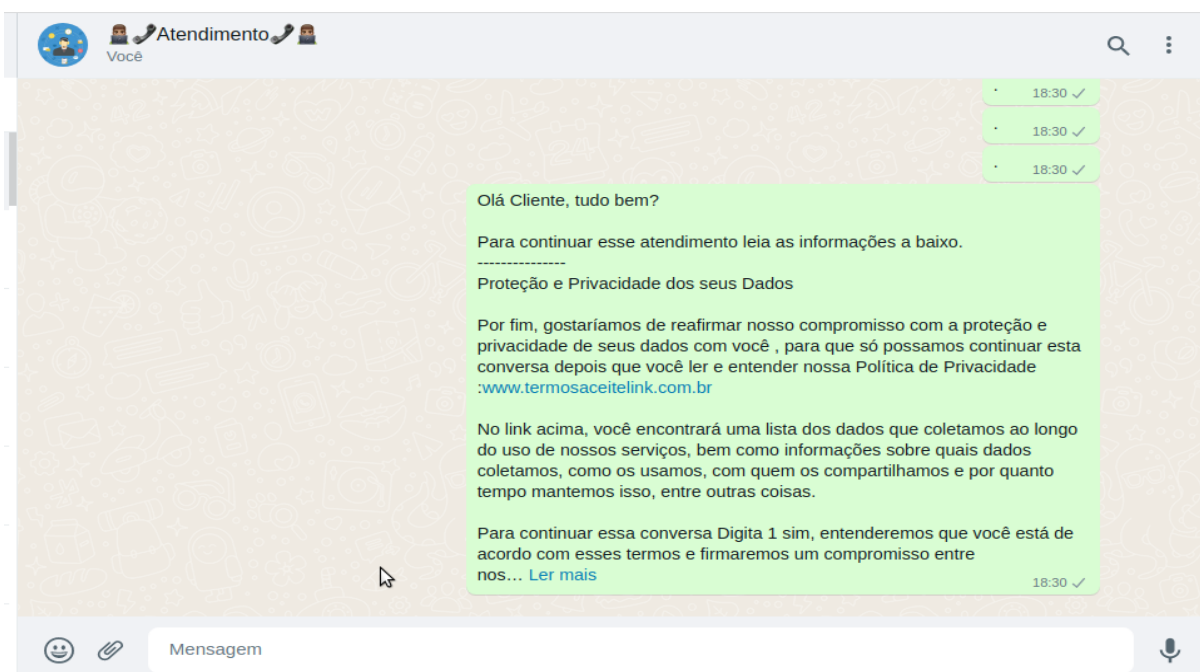 Atendimento
Você
. 18:30
. 18:30
. 18:30
Olá Cliente, tudo bem?
Para continuar esse atendimento leia as informações a baixo.
---------------
Proteção e Privacidade dos seus Dados
Por fim, gostaríamos de reafirmar nosso compromisso com a proteção e
privacidade de seus dados com você , para que só possamos continuar esta
conversa depois que você ler e entender nossa Política de Privacidade
:www.termosaceitelink.com.br
No link acima, você encontrará uma lista dos dados que coletamos ao longo
do uso de nossos serviços, bem como informações sobre quais dados
coletamos, como os usamos, com quem os compartilhamos e por quanto
tempo mantemos isso, entre outras coisas.
Para continuar essa conversa Digita 1 sim, entenderemos que você está de
acordo com esses termos e firmaremos um compromisso entre
nos… Ler mais
18:30
Mensagem